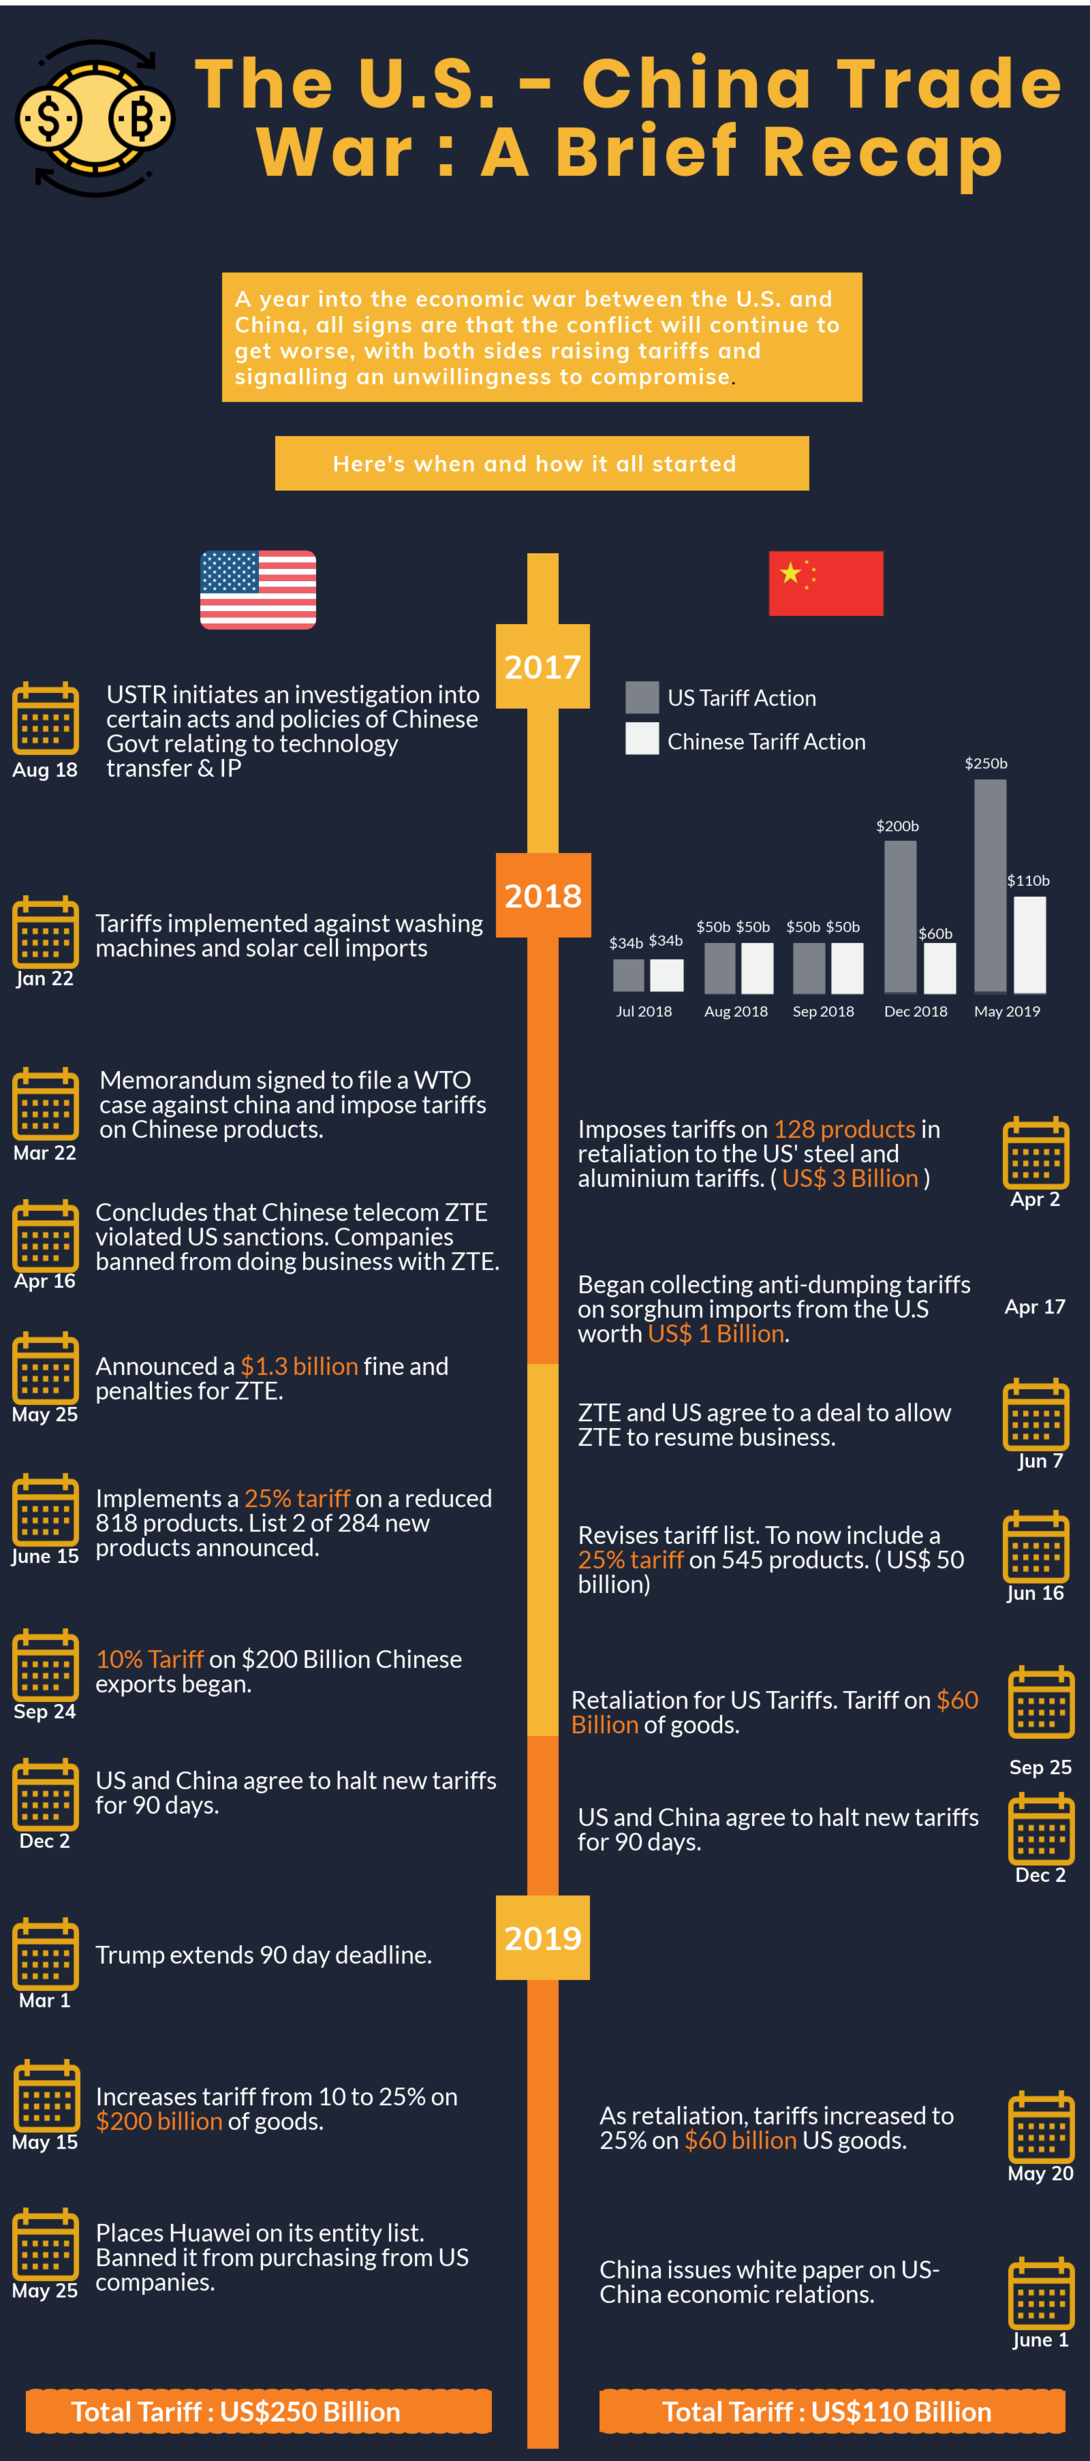 The U.S. - China Trade
War : A Brief Recap
A year into the economic war between the U.S. and
China, all signs are that the conflict will continue to
get worse, with both sides raising tariffs and
signalling an unwillingness to compromise.
Here's when and how it all started
2017
USTR initiates an investigation into
certain acts and policies of Chinese
Govt relating to technology
transfer & IP
Aug 18
US Tariff Action
Chinese Tariff Action
$250b
$200b
$110b
$34b $34b
$50b $50b
$50b $50b
$60b
Jul 2018
Aug 2018
Sep 2018
Dec 2018
May 2019
2018
Tariffs implemented against washing
machines and solar cell imports
Jan 22
Memorandum signed to file a WTO
case against china and impose tariffs
on Chinese products.
Mar 22
Imposes tariffs on 128 products in
retaliation to the US' steel and
aluminium tariffs. ( US$ 3 Billion )
Apr 2
Concludes that Chinese telecom ZTE
violated US sanctions. Companies
banned from doing business with ZTE.
Apr 16
Began collecting anti-dumping tariffs
on sorghum imports from the U.S
worth US$ 1 Billion.
Apr 17
Announced a $1.3 billion fine and
penalties for ZTE.
May 25
ZTE and US agree to a deal to allow
ZTE to resume business.
Jun 7
Implements a 25% tariff on a reduced
818 products. List 2 of 284 new
products announced.
June 15
Revises tariff list. To now include a
25% tariff on 545 products. ( US$ 50
billion)
Jun 16
10% Tariff on $200 Billion Chinese
exports began.
Sep 24
Retaliation for US Tariffs. Tariff on $60
Billion of goods.
Sep 25
US and China agree to halt new tariffs
for 90 days.
Dec 2
US and China agree to halt new tariffs
for 90 days.
Dec 2
2019
Trump extends 90 day deadline.
Mar 1
Increases tariff from 10 to 25% on
$200 billion of goods.
May 15
As retaliation, tariffs increased to
25% on $60 billion US goods.
May 20
Places Huawei on its entity list.
Banned it from purchasing from US
companies.
May 25
China issues white paper on US-
China economic relations.
June 1
Total Tariff : US$250 Billion
Total Tariff : US$110 Billion